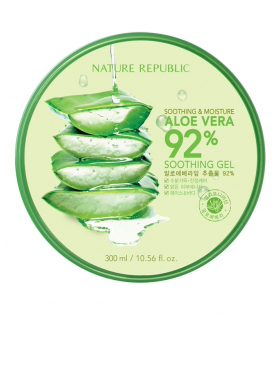 NATURE REPUBLIC
SOOTHING & MOISTURE
ALOE VERA
92%
SOOTHING GEL
알로에베라잎 추출물 92%
300 ml / 10.56 fl. oz.